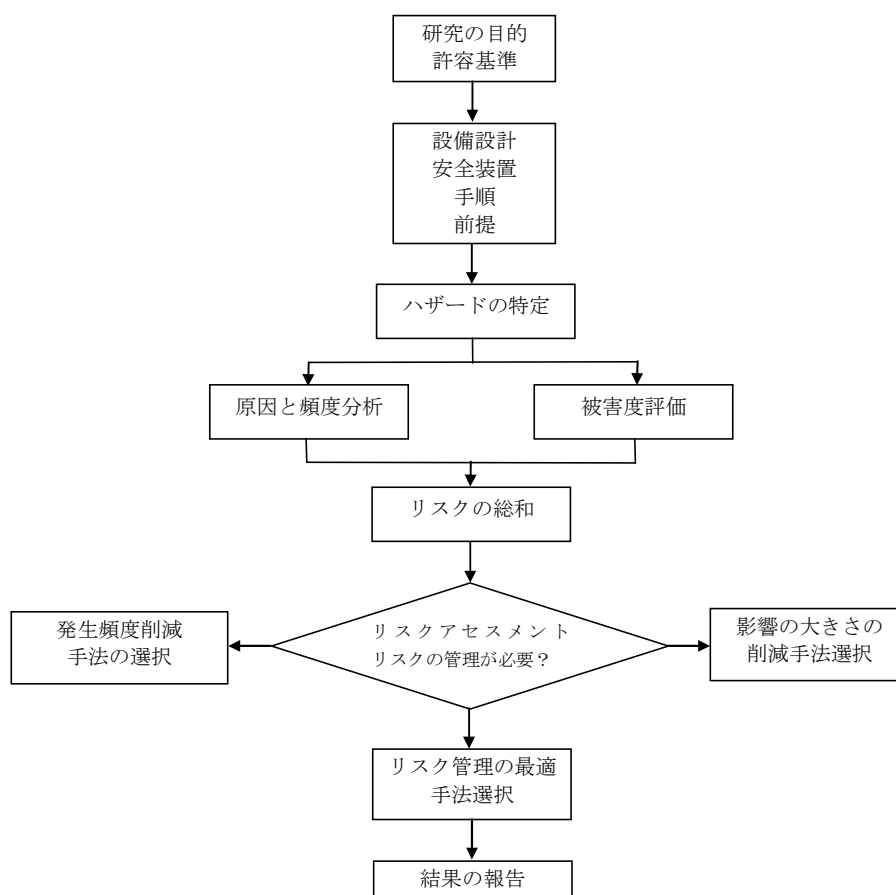 研究の目的
許容基準
設備設計
安全装置
手順
前提
ハザードの特定
原因と頻度分析
被害度評価
リスクの総和
発生頻度削減
手法の選択
リスクアセスメント
リスクの管理が必要?
影響の大きさの
削減手法選択
リスク管理の最適
手法選択
結果の報告